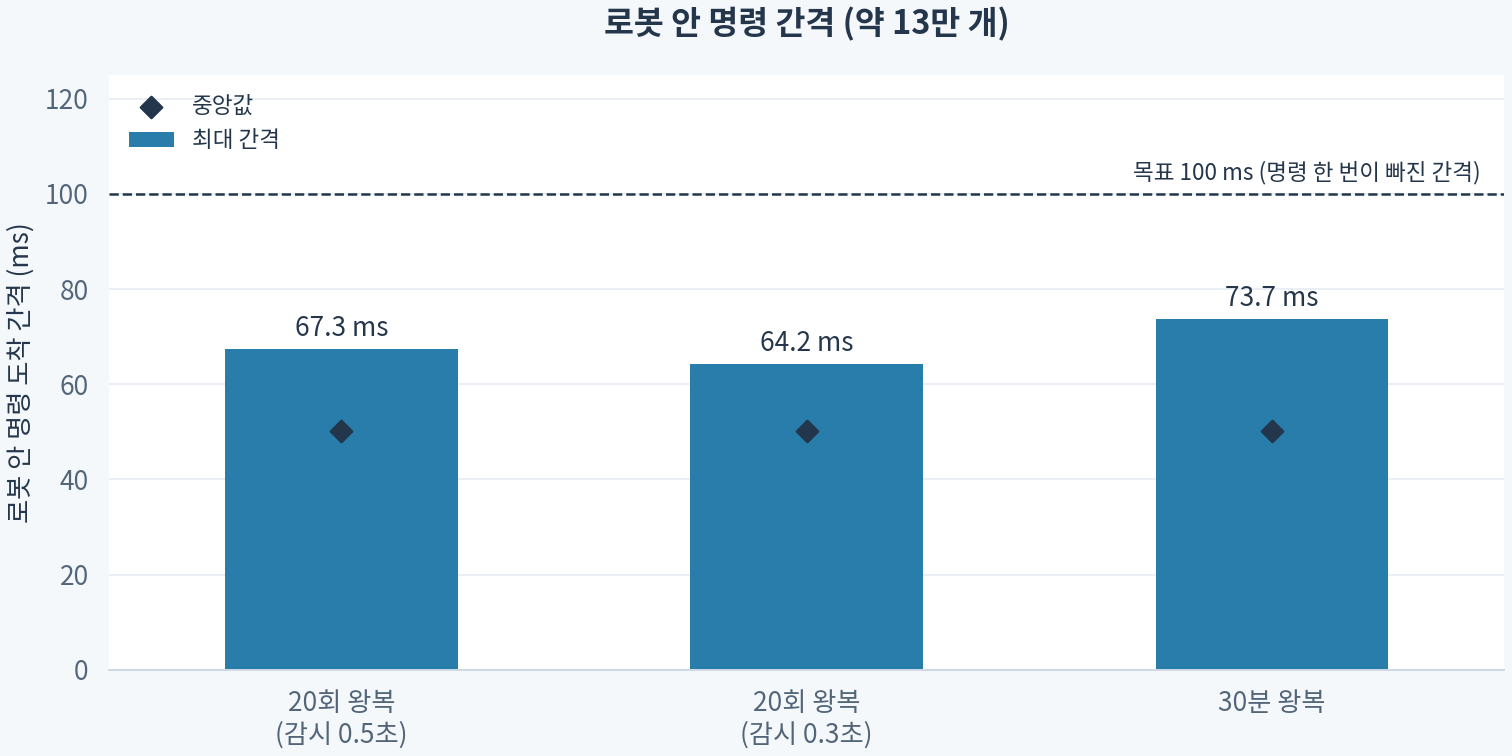 로봇 안 명령 간격 (약 13만 개)
중앙값
최대 간격
목표 100 ms (명령 한 번이 빠진 간격)
로봇 안 명령 도착 간격 (ms)
120
100
80
60
40
20
0
67.3 ms
64.2 ms
73.7 ms
20회 왕복
(감시 0.5초)
20회 왕복
(감시 0.3초)
30분 왕복